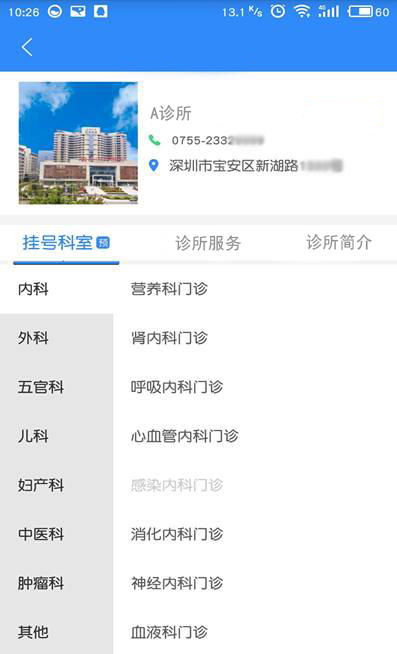 10:26 13.1 K/s 4G 60
A诊所
0755-233
深圳市宝安区新湖路
挂号科室 预 诊所服务 诊所简介
内科 营养科门诊
外科 肾内科门诊
五官科 呼吸内科门诊
儿科 心血管内科门诊
妇产科 感染内科门诊
中医科 消化内科门诊
肿瘤科 神经内科门诊
其他 血液科门诊